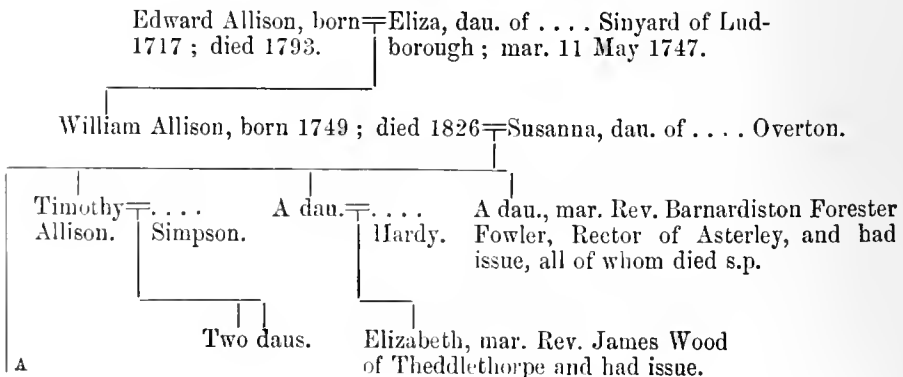 Edward Allison, born Eliza, dau. of .... Sinyard of Lud-
1717 ; died 1793. borough ; mar. 11 May 1747.
William Allison, born 1749 ; died 1826 Susanna, dau. of .... Overton.
Timothy .... A dau. .... A dau., mar. Rev. Barnardiston Forester
Allison. Simpson. Hardy. Fowler, Rector of Asterley, and had
issue, all of whom died s.p.
Two daus. Elizabeth, mar. Rev. James Wood
A of Theddlethorpe and had issue.